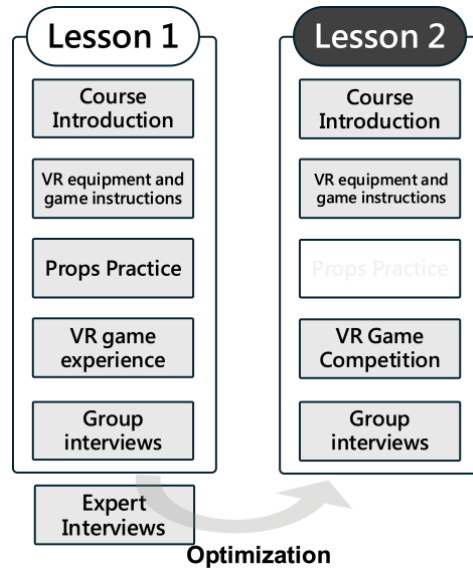 Lesson 1
Course
Introduction
VR equipment and
game instructions
Props Practice
VR game
experience
Group
interviews
Expert
Interviews
Lesson 2
Course
Introduction
VR equipment and
game instructions
Props Practice
VR Game
Competition
Group
interviews
Optimization